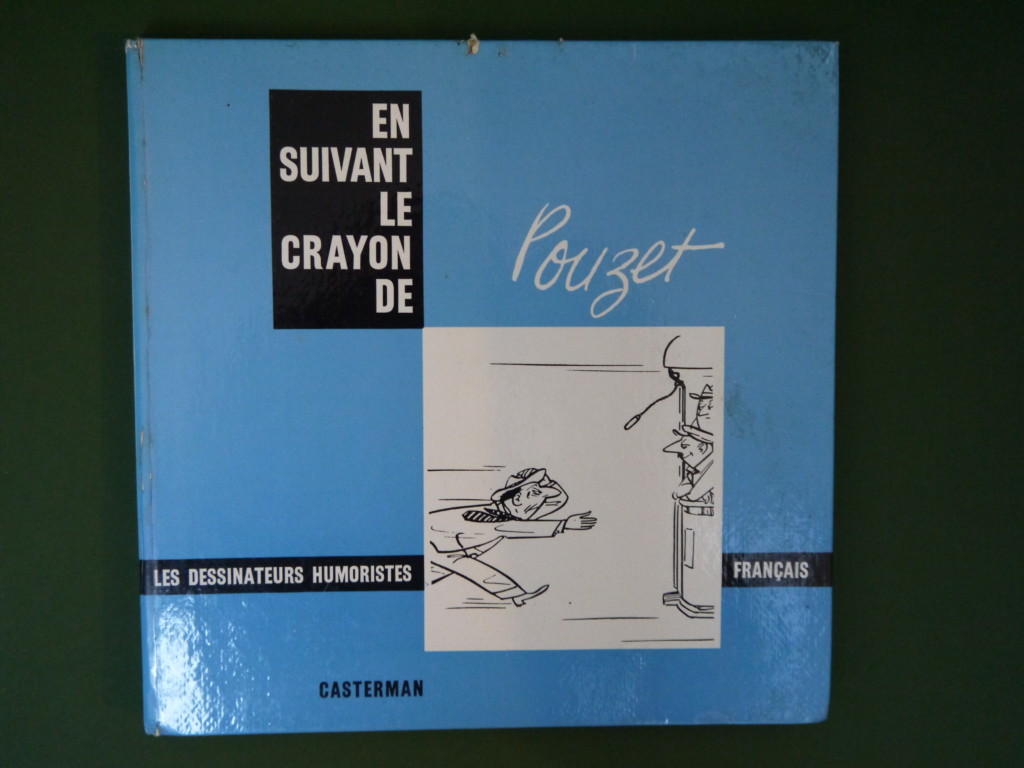 EN
SUIVANT
LE
CRAYON
DE
Pouzet
LES DESSINATEURS HUMORISTES FRANÇAIS
CASTERMAN